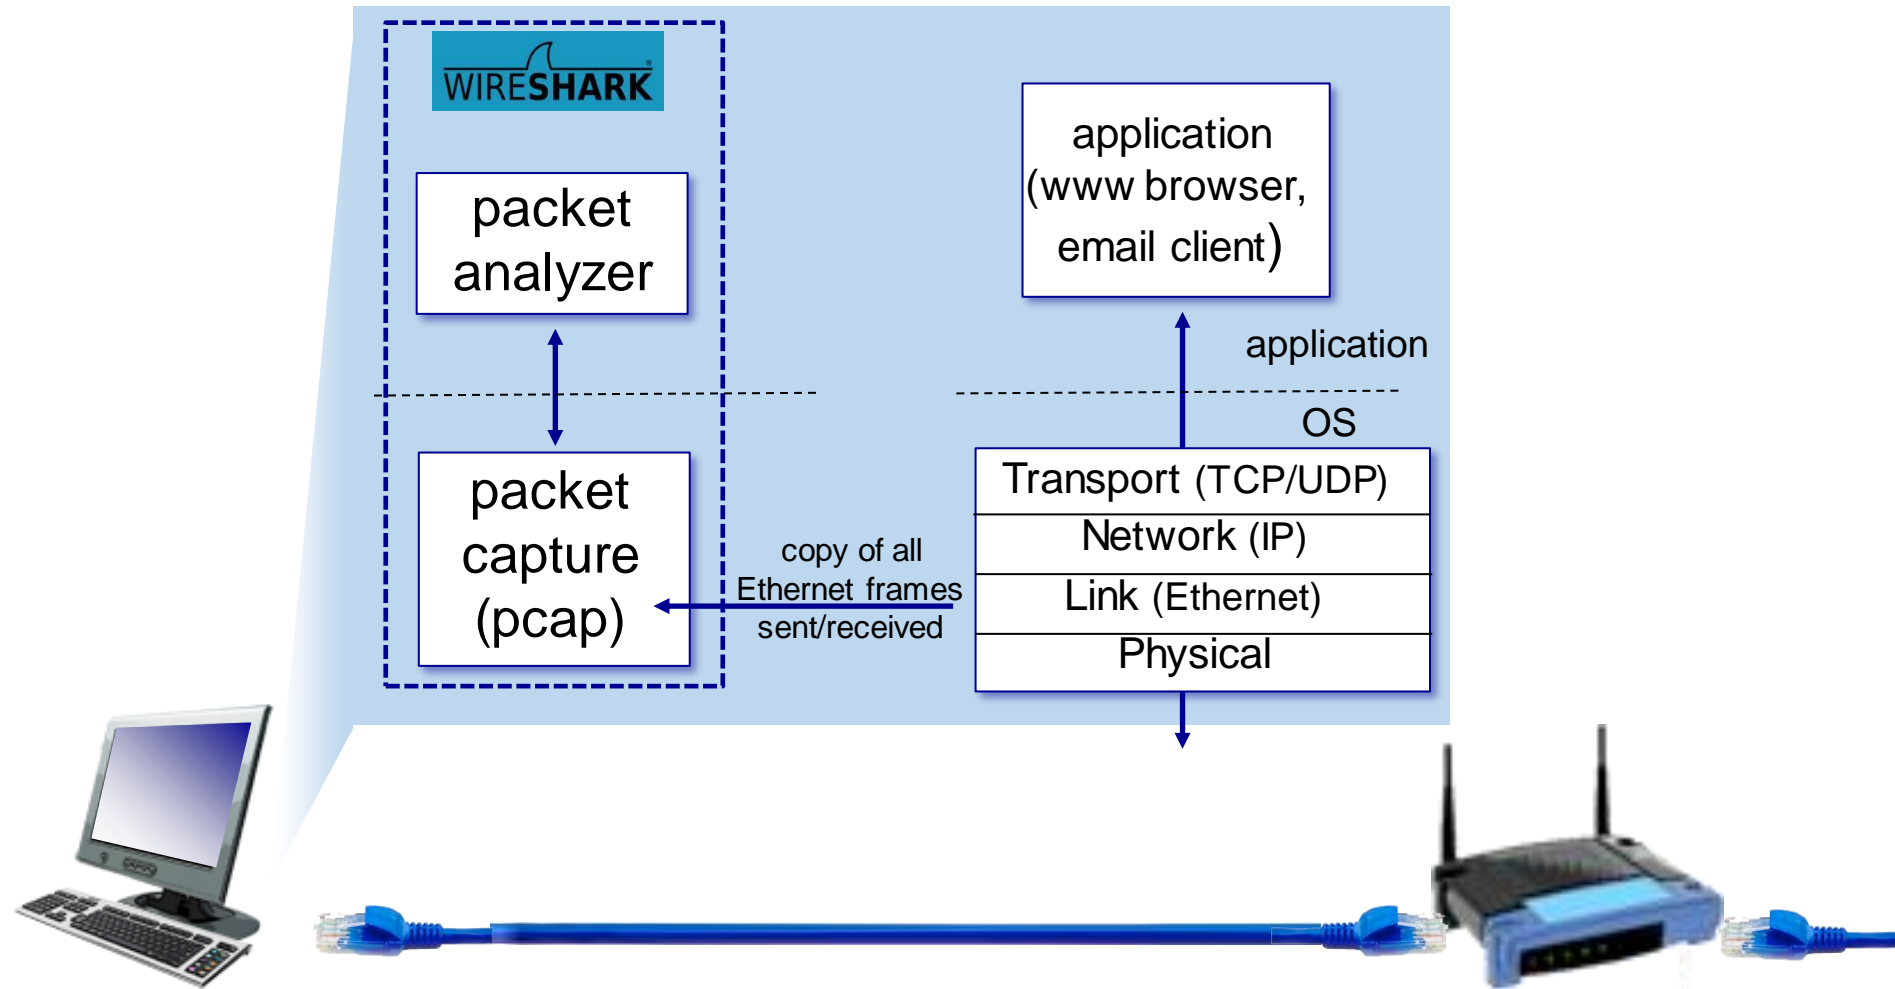 WIRESHARK®
packet
analyzer
packet
capture
(pcap)
copy of all
Ethernet frames
sent/received
application
(www browser,
email client)
application
OS
Transport (TCP/UDP)
Network (IP)
Link (Ethernet)
Physical